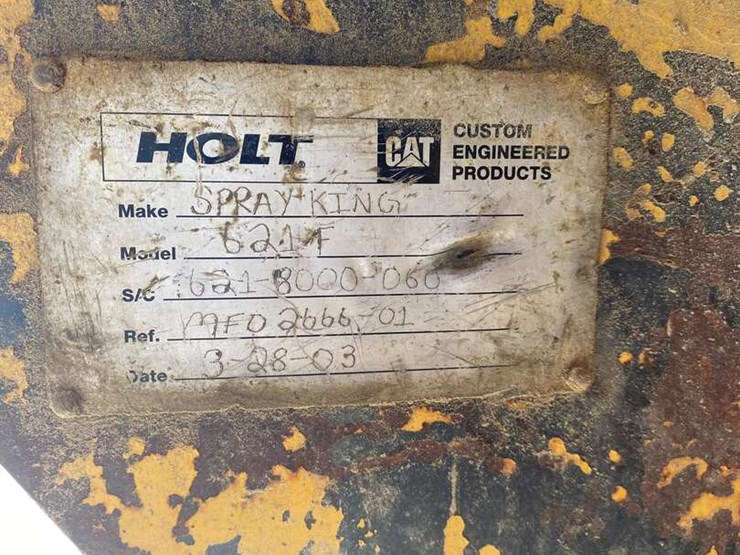 HOLT. CAT CUSTOM ENGINEERED PRODUCTS
Make SPRAY KING
Model 621F
S/C 621-8000-060
Ref. MFD 2666-01
Date 3-28-03